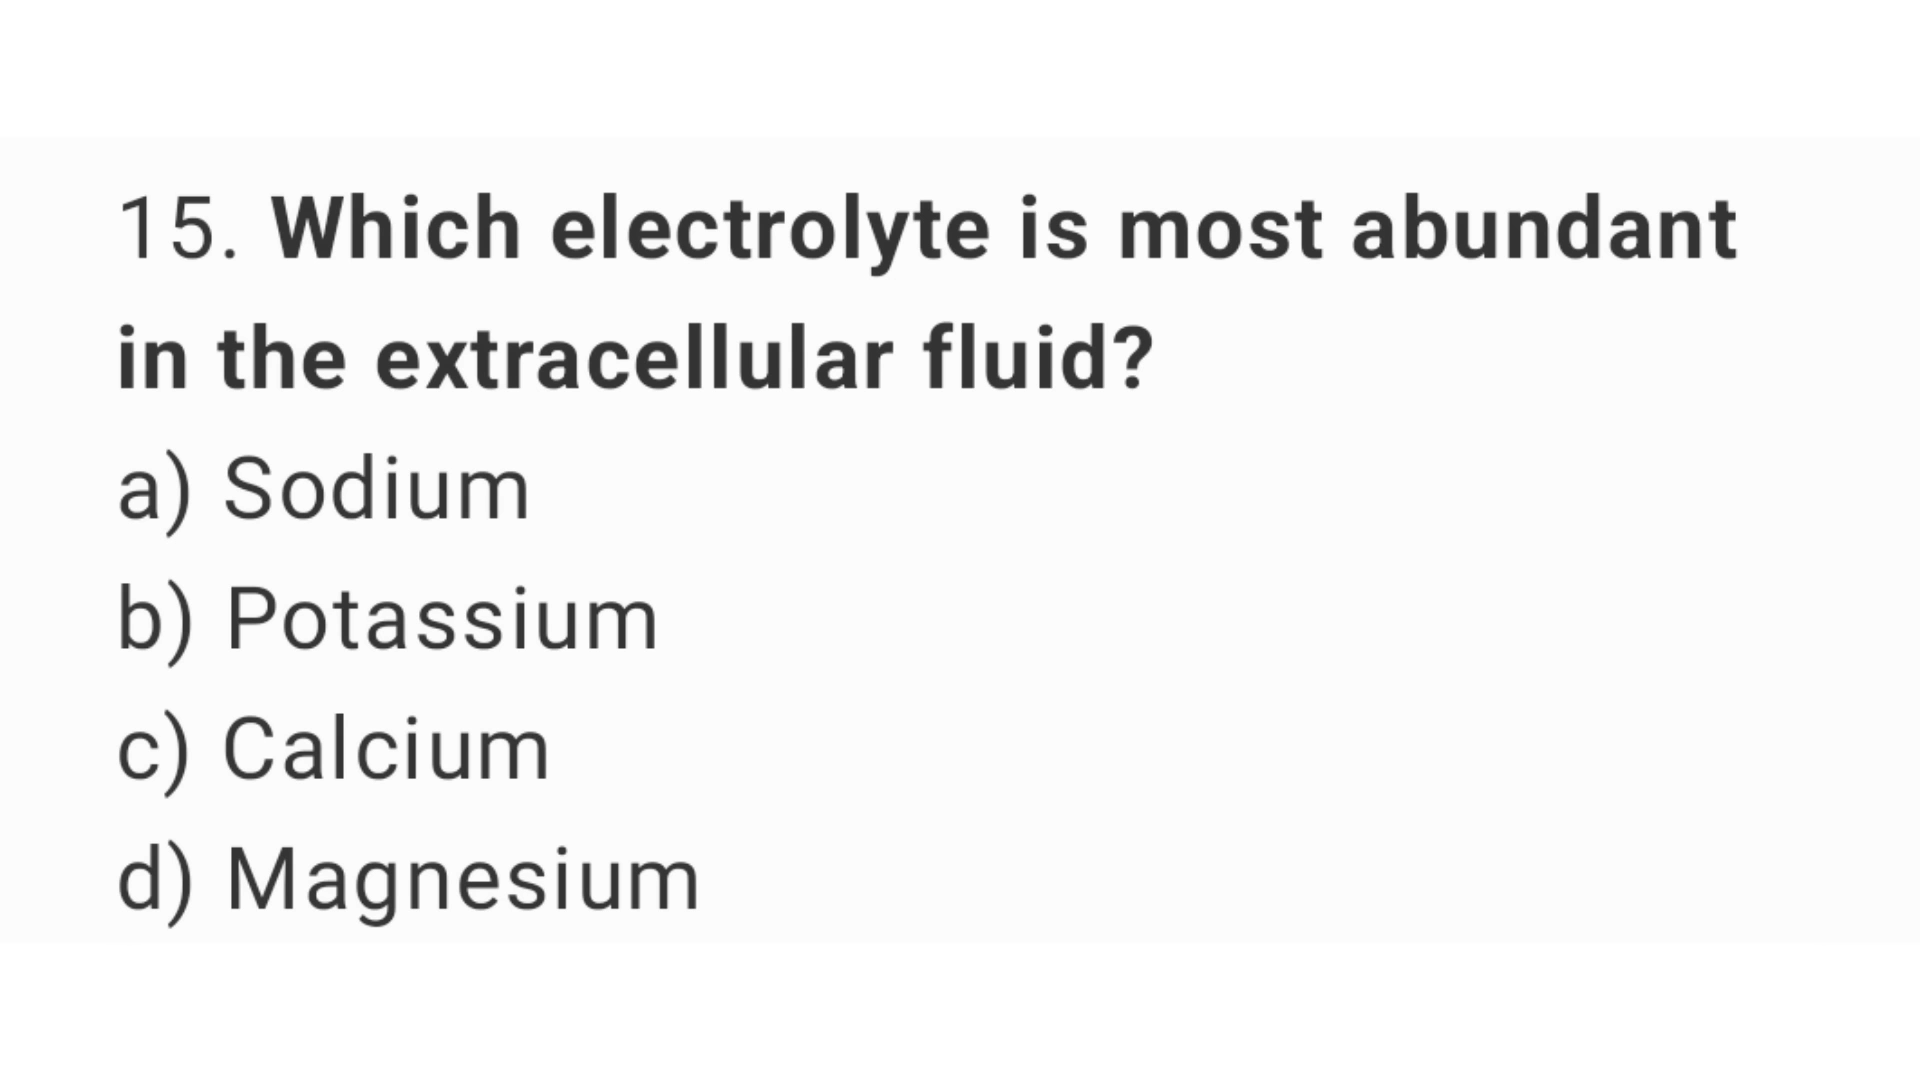 15. Which electrolyte is most abundant
in the extracellular fluid?
a) Sodium
b) Potassium
c) Calcium
d) Magnesium